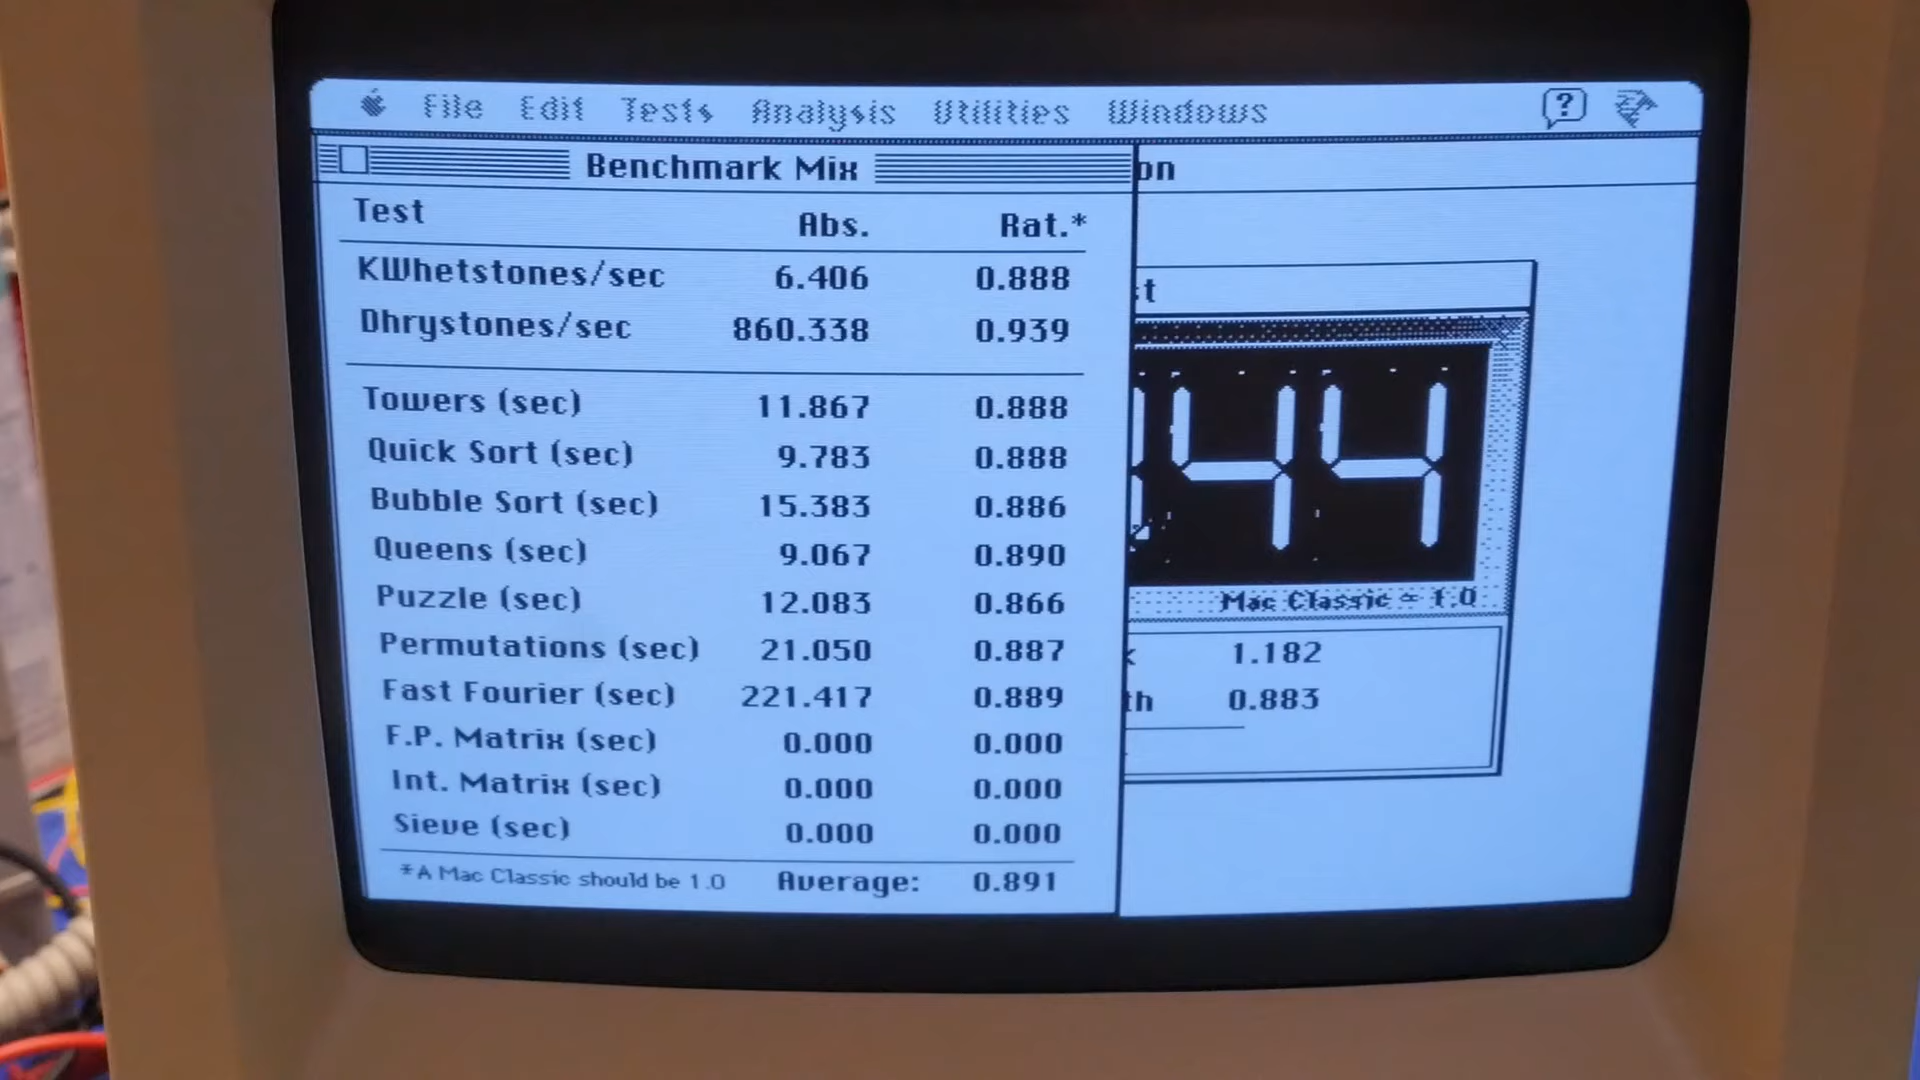 File Edit Tests Analysis Utilities Windows ?
Benchmark Mix
Test Abs. Rat.*
KWhetstones/sec 6.406 0.888
Dhrystones/sec 860.338 0.939
Towers (sec) 11.867 0.888
Quick Sort (sec) 9.783 0.888
Bubble Sort (sec) 15.383 0.886
Queens (sec) 9.067 0.890
Puzzle (sec) 12.083 0.866
Permutations (sec) 21.050 0.887
Fast Fourier (sec) 221.417 0.889
F.P. Matrix (sec) 0.000 0.000
Int. Matrix (sec) 0.000 0.000
Sieve (sec) 0.000 0.000
*A Mac Classic should be 1.0 Average: 0.891
on
t
44
Mac Classic = 1.0
k 1.182
th 0.883